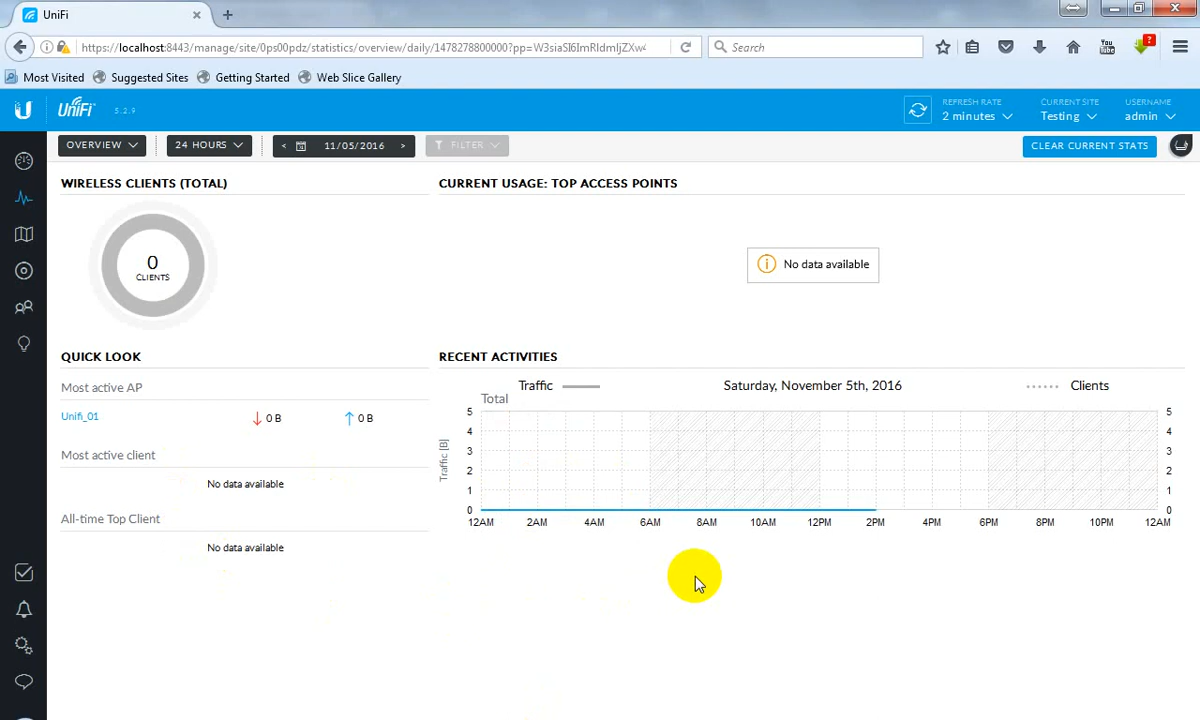 UniFi
https://localhost:8443/manage/site/0ps00pdz/statistics/overview/daily/1478278800000?pp=
Search
Most Visited Suggested Sites Getting Started Web Slice Gallery
You Tube
?
U UniFi 5.2.9
REFRESH RATE CURRENT SITE USERNAME
2 minutes Testing admin
OVERVIEW 24 HOURS < 11/05/2016 > FILTER CLEAR CURRENT STATS
WIRELESS CLIENTS (TOTAL) CURRENT USAGE: TOP ACCESS POINTS
0
CLIENTS
No data available
QUICK LOOK RECENT ACTIVITIES
Most active AP
Traffic Saturday, November 5th, 2016 Clients
Total
Unifi_01 0 B 0 B
Most active client
No data available
All-time Top Client
No data available
Traffic [B]
5 5
4 4
3 3
2 2
1 1
0 0
12AM 2AM 4AM 6AM 8AM 10AM 12PM 2PM 4PM 6PM 8PM 10PM 12AM